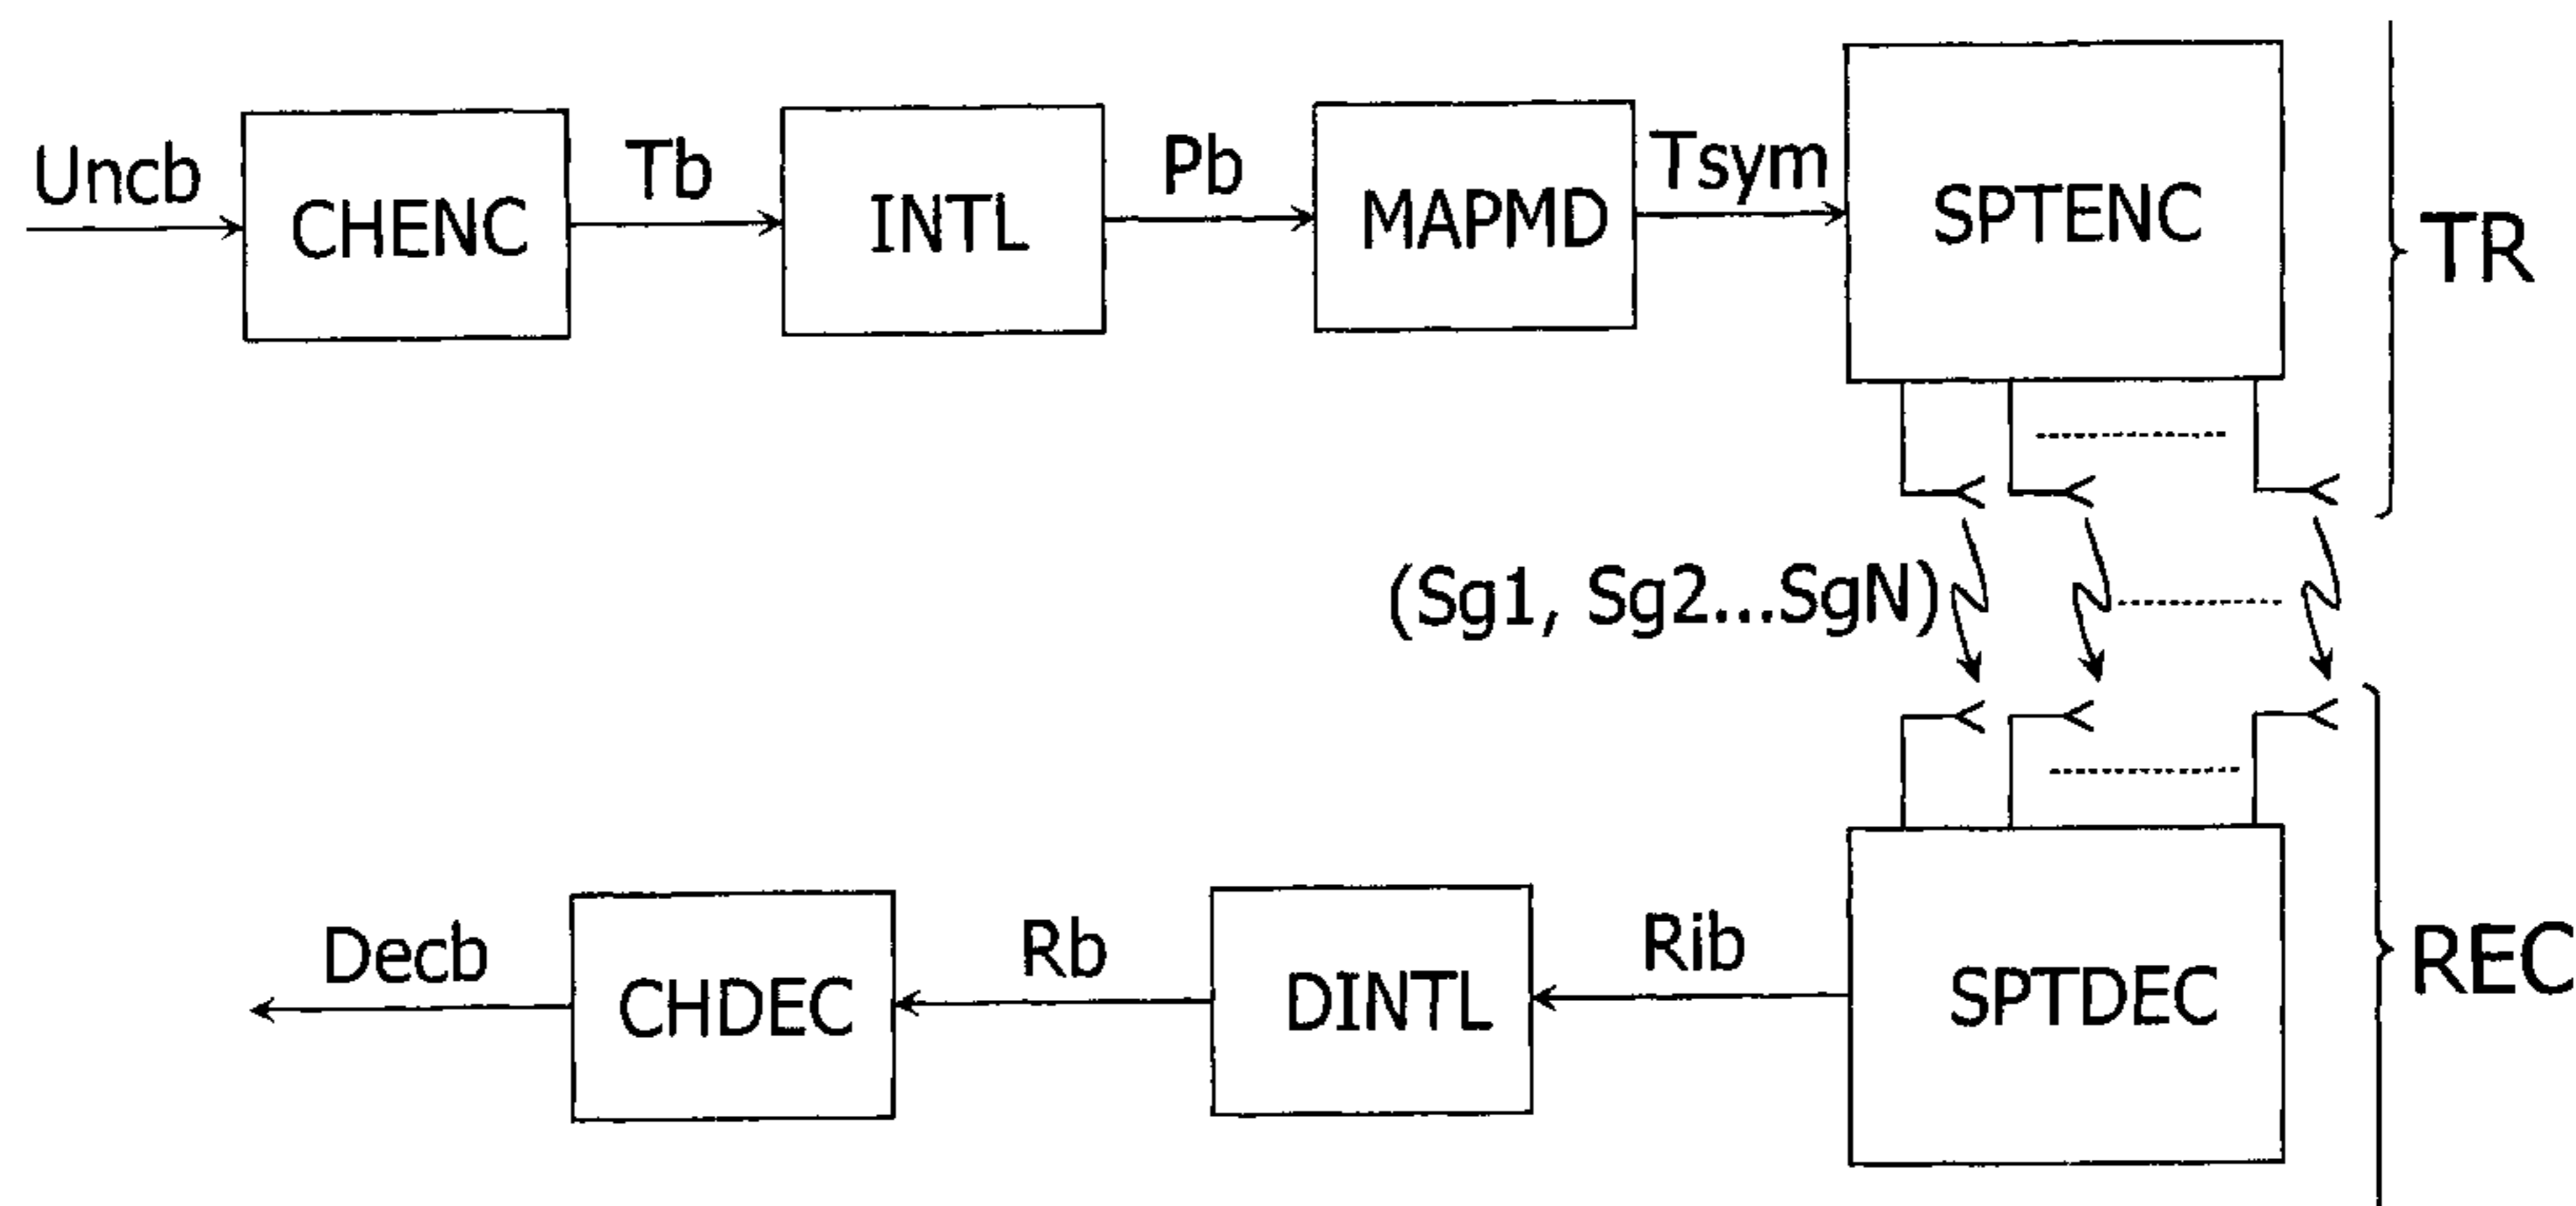 Uncb
CHENC
Tb
INTL
Pb
MAPMD
Tsym
SPTENC
TR
(Sg1, Sg2...SgN)
Decb
CHDEC
Rb
DINTL
Rib
SPTDEC
REC